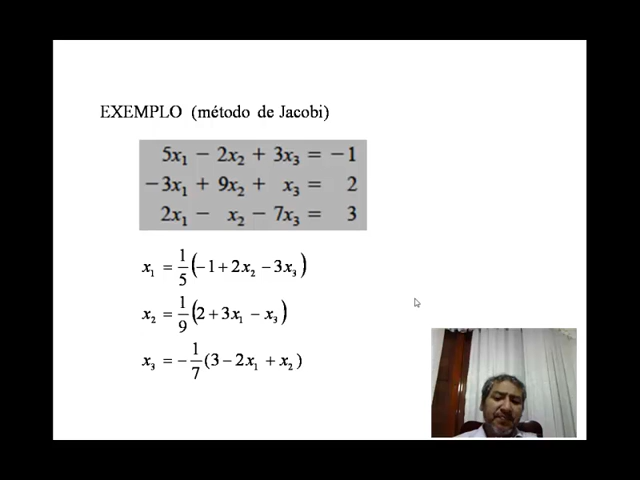 EXEMPLO (método de Jacobi)
5x₁ − 2x₂ + 3x₃ = −1
−3x₁ + 9x₂ + x₃ = 2
2x₁ − x₂ − 7x₃ = 3
x₁ = 1/5 (−1 + 2x₂ − 3x₃)
x₂ = 1/9 (2 + 3x₁ − x₃)
x₃ = −1/7 (3 − 2x₁ + x₂)